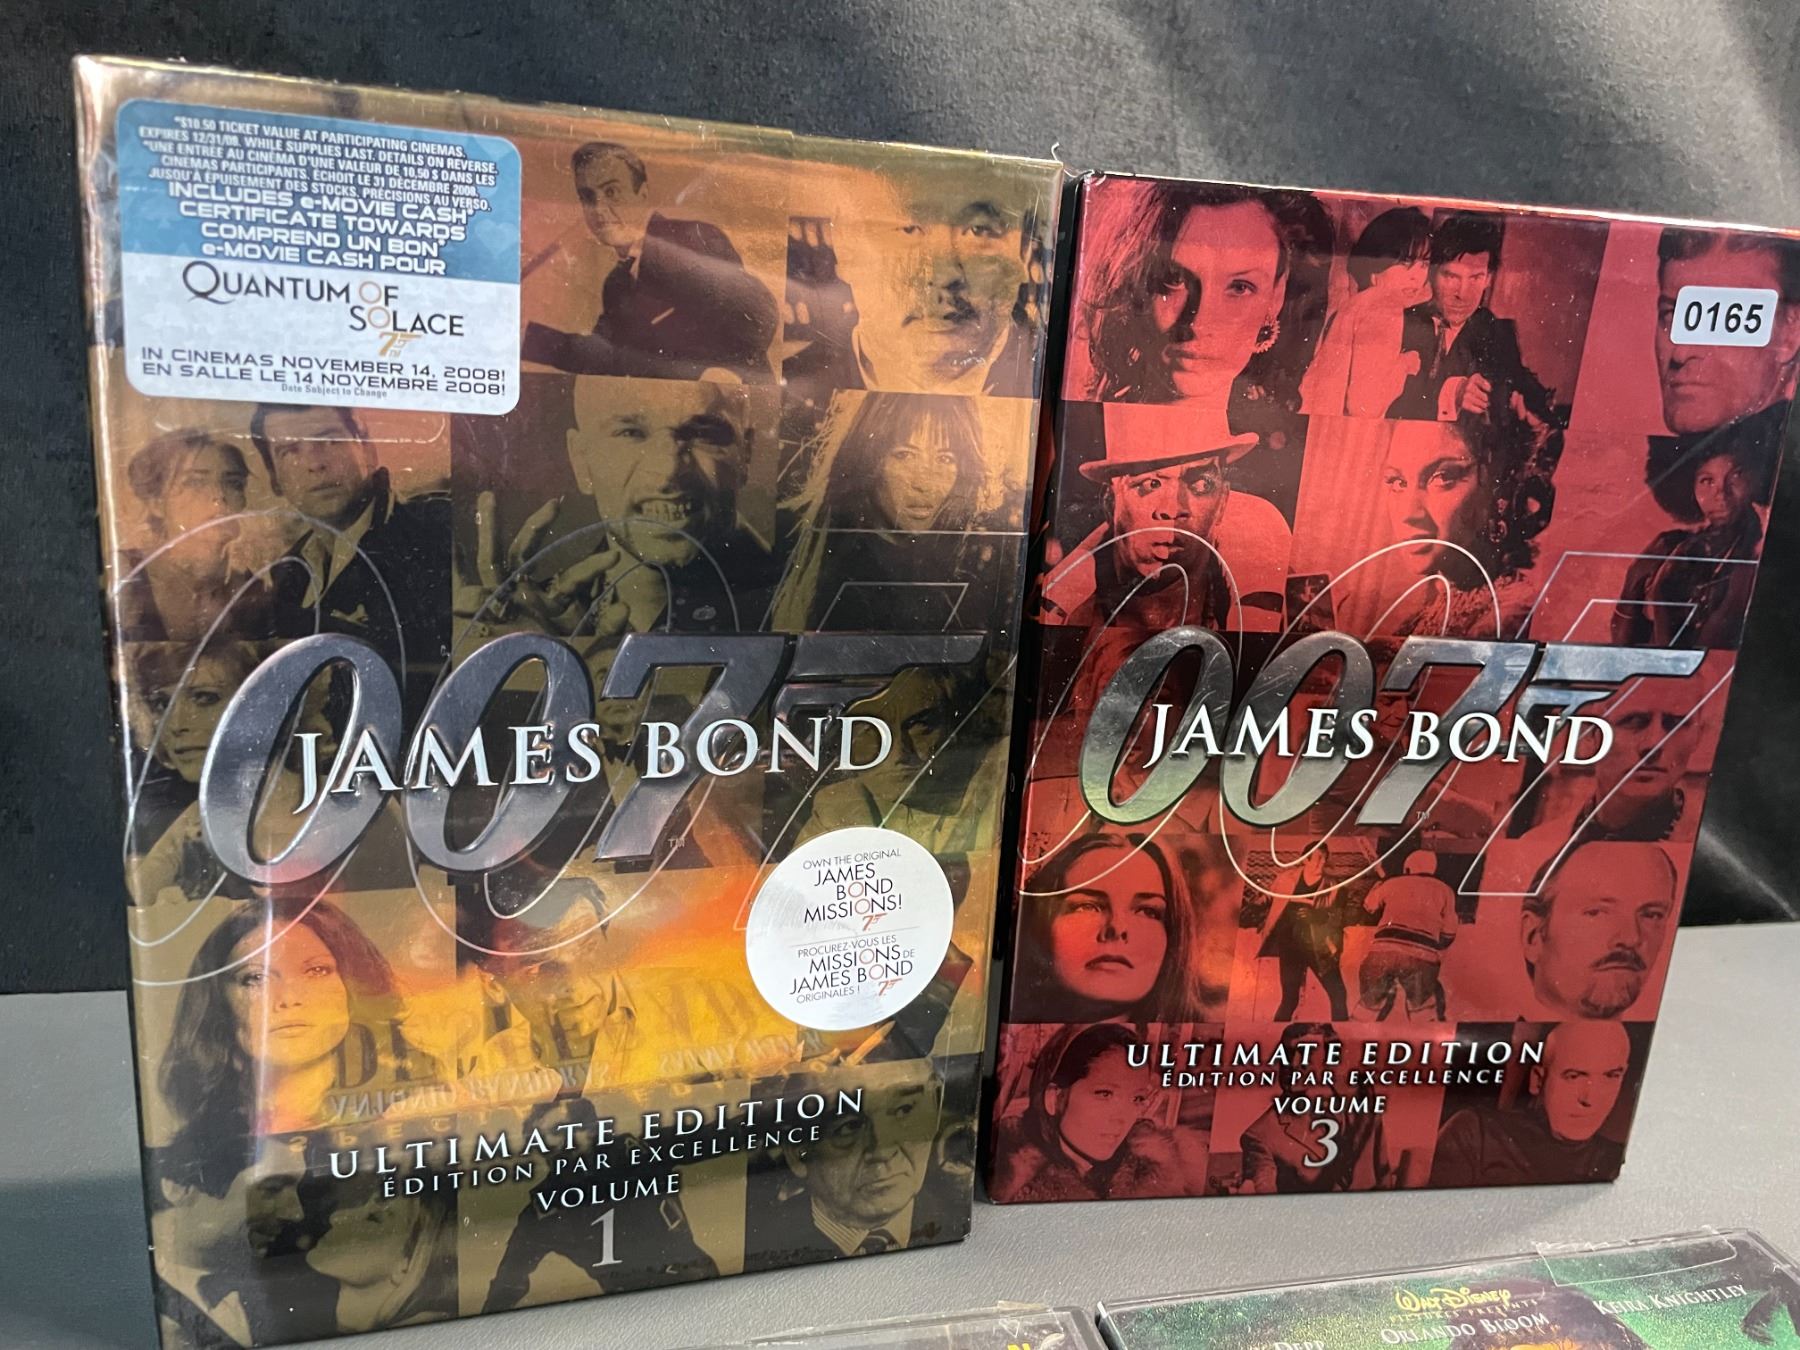 *$10.50 TICKET VALUE AT PARTICIPATING CINEMAS.
EXPIRES 12/31/08. WHILE SUPPLIES LAST. DETAILS ON REVERSE.
*UNE ENTRÉE AU CINÉMA D'UNE VALEUR DE 10,50 $ DANS LES
CINÉMAS PARTICIPANTS. ÉCHOIT LE 31 DÉCEMBRE 2008.
JUSQU'À ÉPUISEMENT DES STOCKS, PRÉCISIONS AU VERSO.
INCLUDES e-MOVIE CASH*
CERTIFICATE TOWARDS
COMPREND UN BON*
e-MOVIE CASH POUR
QUANTUM OF
SOLACE
007
IN CINEMAS NOVEMBER 14, 2008!
EN SALLE LE 14 NOVEMBRE 2008!
Date Subject to Change
007
JAMES BOND
TM
OWN THE ORIGINAL
JAMES
BOND
MISSIONS!
007
PROCUREZ-VOUS LES
MISSIONS DE
JAMES BOND
ORIGINALES!
007
ULTIMATE EDITION
ÉDITION PAR EXCELLENCE
VOLUME
1
0165
007
JAMES BOND
TM
ULTIMATE EDITION
ÉDITION PAR EXCELLENCE
VOLUME
3
WALT DISNEY
PICTURES PRESENTS
DEPP
ORLANDO BLOOM
KEIRA KNIGHTLEY